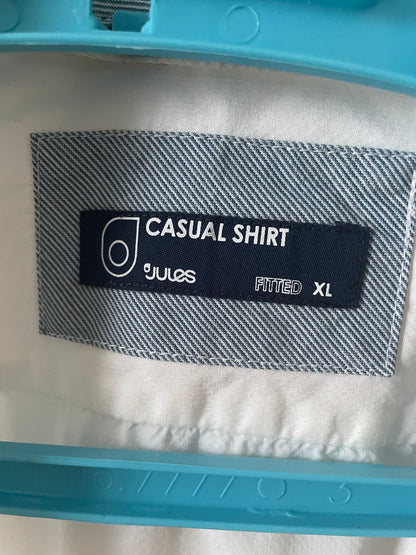 CASUAL SHIRT
JULES
FITTED XL